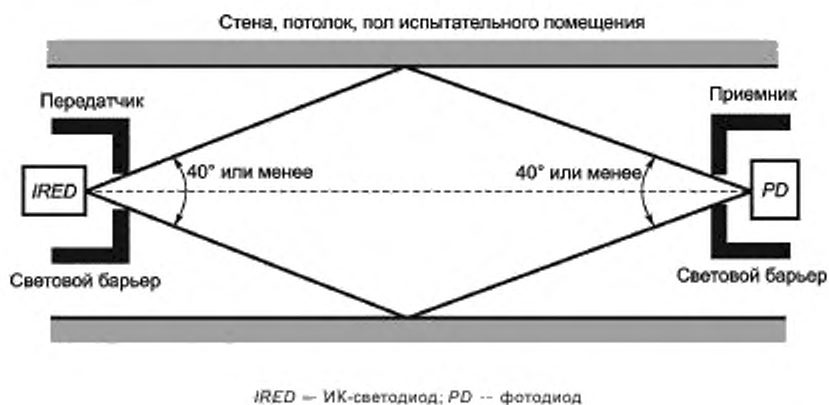 Стена, потолок, пол испытательного помещения
Передатчик
Приемник
40° или менее
40° или менее
IRED
PD
Световой барьер
Световой барьер
IRED — ИК-светодиод; PD -- фотодиод